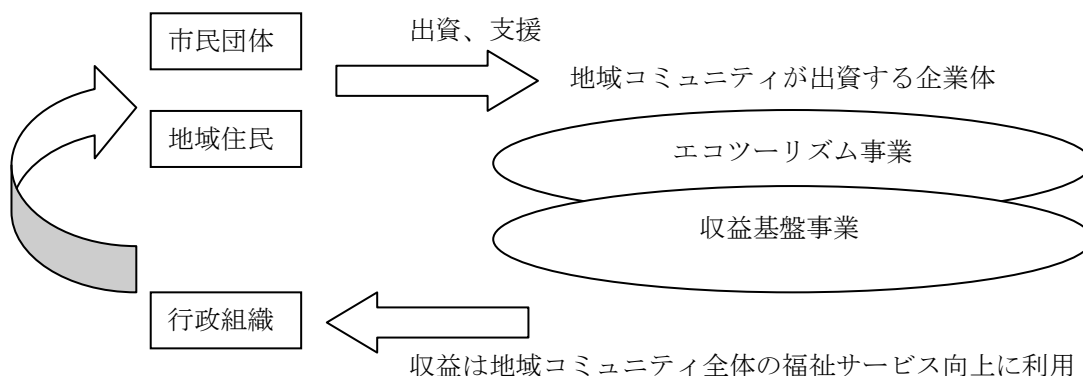 市民団体
出資、支援
地域コミュニティが出資する企業体
地域住民
エコツーリズム事業
収益基盤事業
行政組織
収益は地域コミュニティ全体の福祉サービス向上に利用